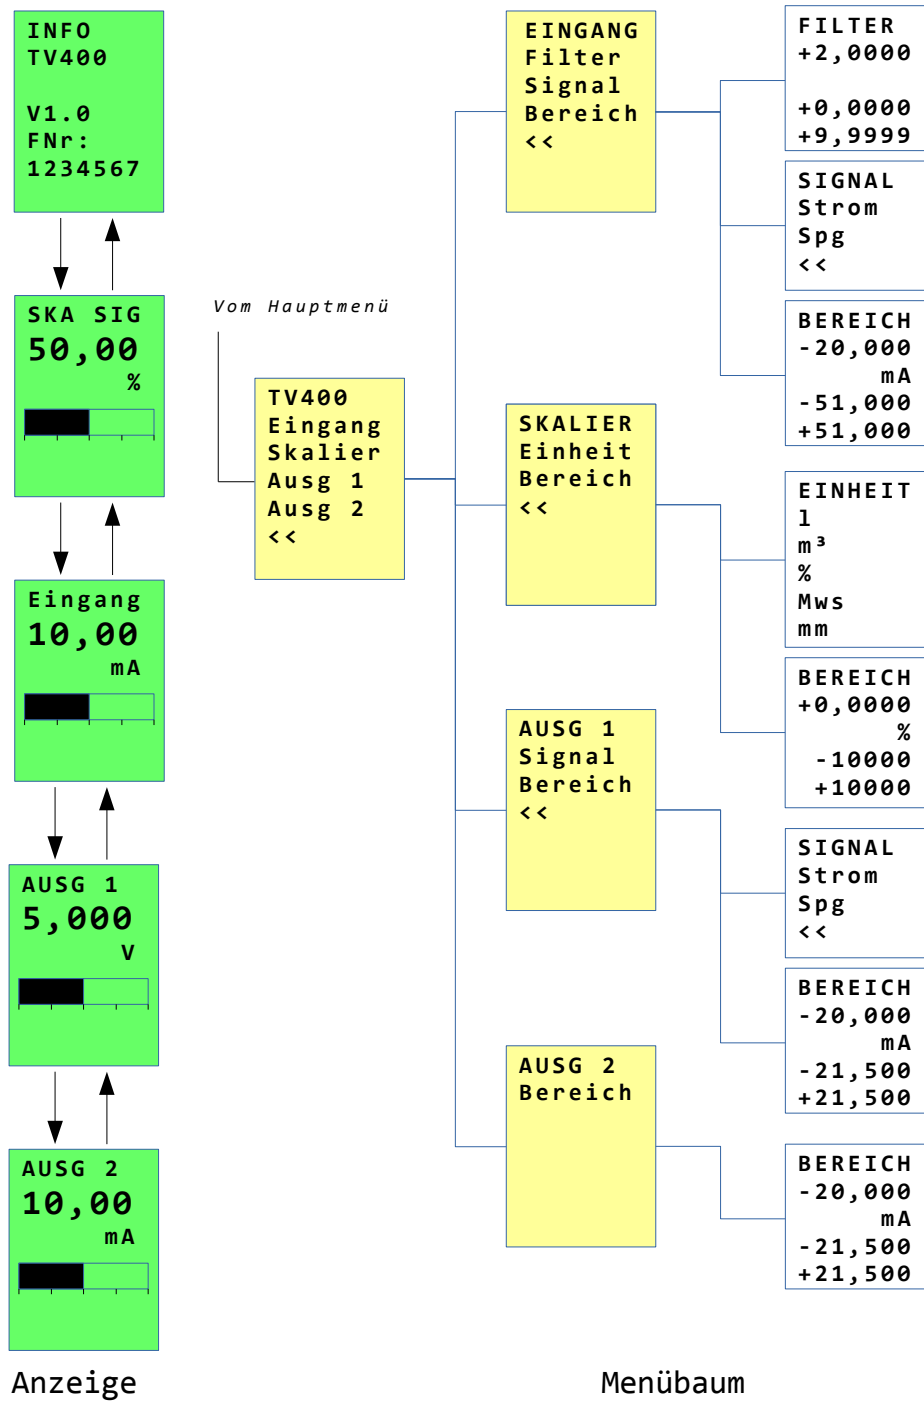 INFO
TV400
V1.0
FNr:
1234567
SKA SIG
50,00
%
Eingang
10,00
mA
AUSG 1
5,000
V
AUSG 2
10,00
mA
Anzeige
Vom Hauptmenü
TV400
Eingang
Skalier
Ausg 1
Ausg 2
<<
EINGANG
Filter
Signal
Bereich
<<
SKALIER
Einheit
Bereich
<<
AUSG 1
Signal
Bereich
<<
AUSG 2
Bereich
FILTER
+2,0000
+0,0000
+9,9999
SIGNAL
Strom
Spg
<<
BEREICH
-20,000
mA
-51,000
+51,000
EINHEIT
l
m³
%
Mws
mm
BEREICH
+0,0000
%
-10000
+10000
SIGNAL
Strom
Spg
<<
BEREICH
-20,000
mA
-21,500
+21,500
BEREICH
-20,000
mA
-21,500
+21,500
Menübaum